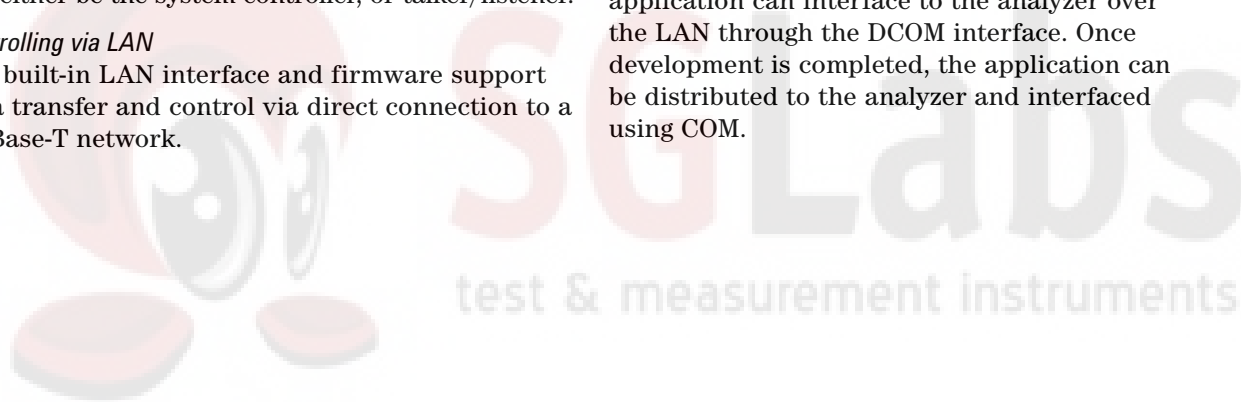 either be the system controller, or talker/listener.
rolling via LAN
built-in LAN interface and firmware support
transfer and control via direct connection to a
Base-T network.
application can interface to the analyzer over
the LAN through the DCOM interface. Once
development is completed, the application can
be distributed to the analyzer and interfaced
using COM.
SGLabs
test & measurement instruments